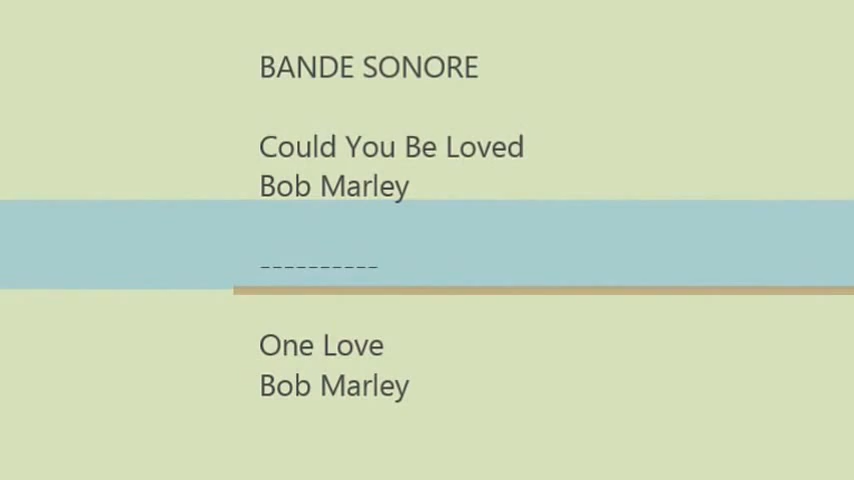 BANDE SONORE
Could You Be Loved
Bob Marley
----------
One Love
Bob Marley